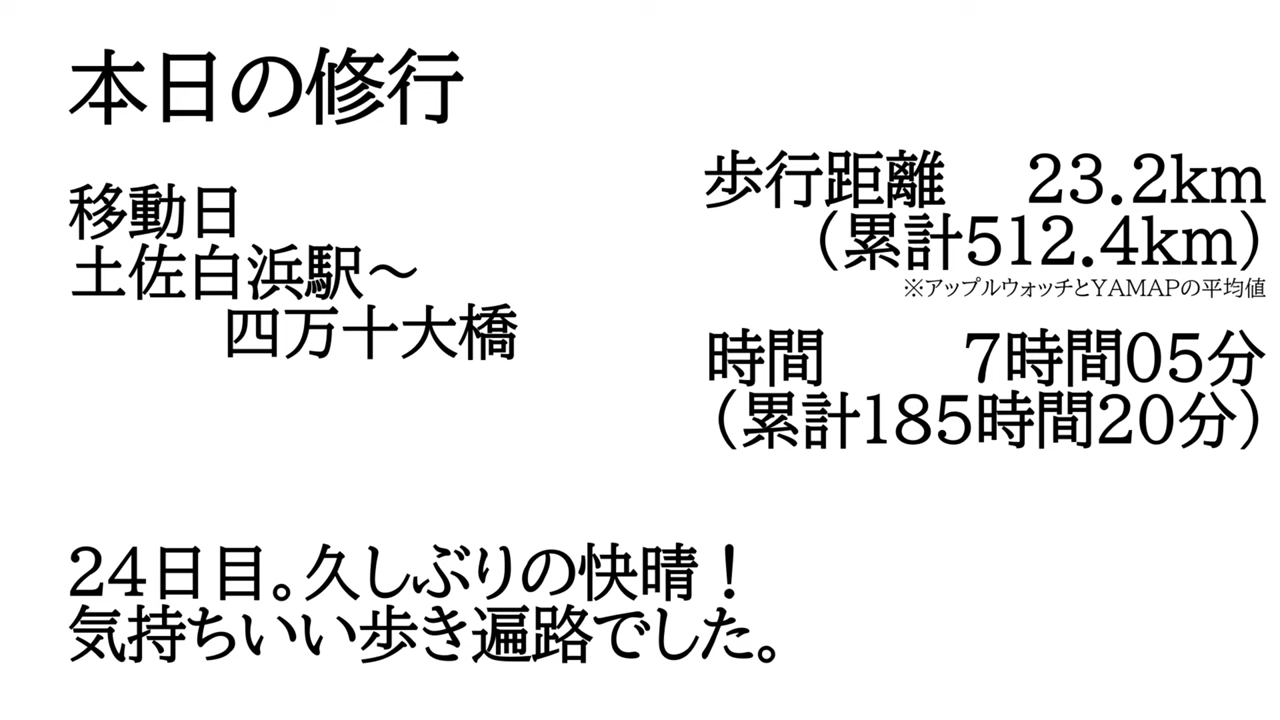 本日の修行
移動日
土佐白浜駅～
四万十大橋
歩行距離　23.2km
（累計512.4km）
※アップルウォッチとYAMAPの平均値
時間　　7時間05分
（累計185時間20分）
24日目。久しぶりの快晴！
気持ちいい歩き遍路でした。